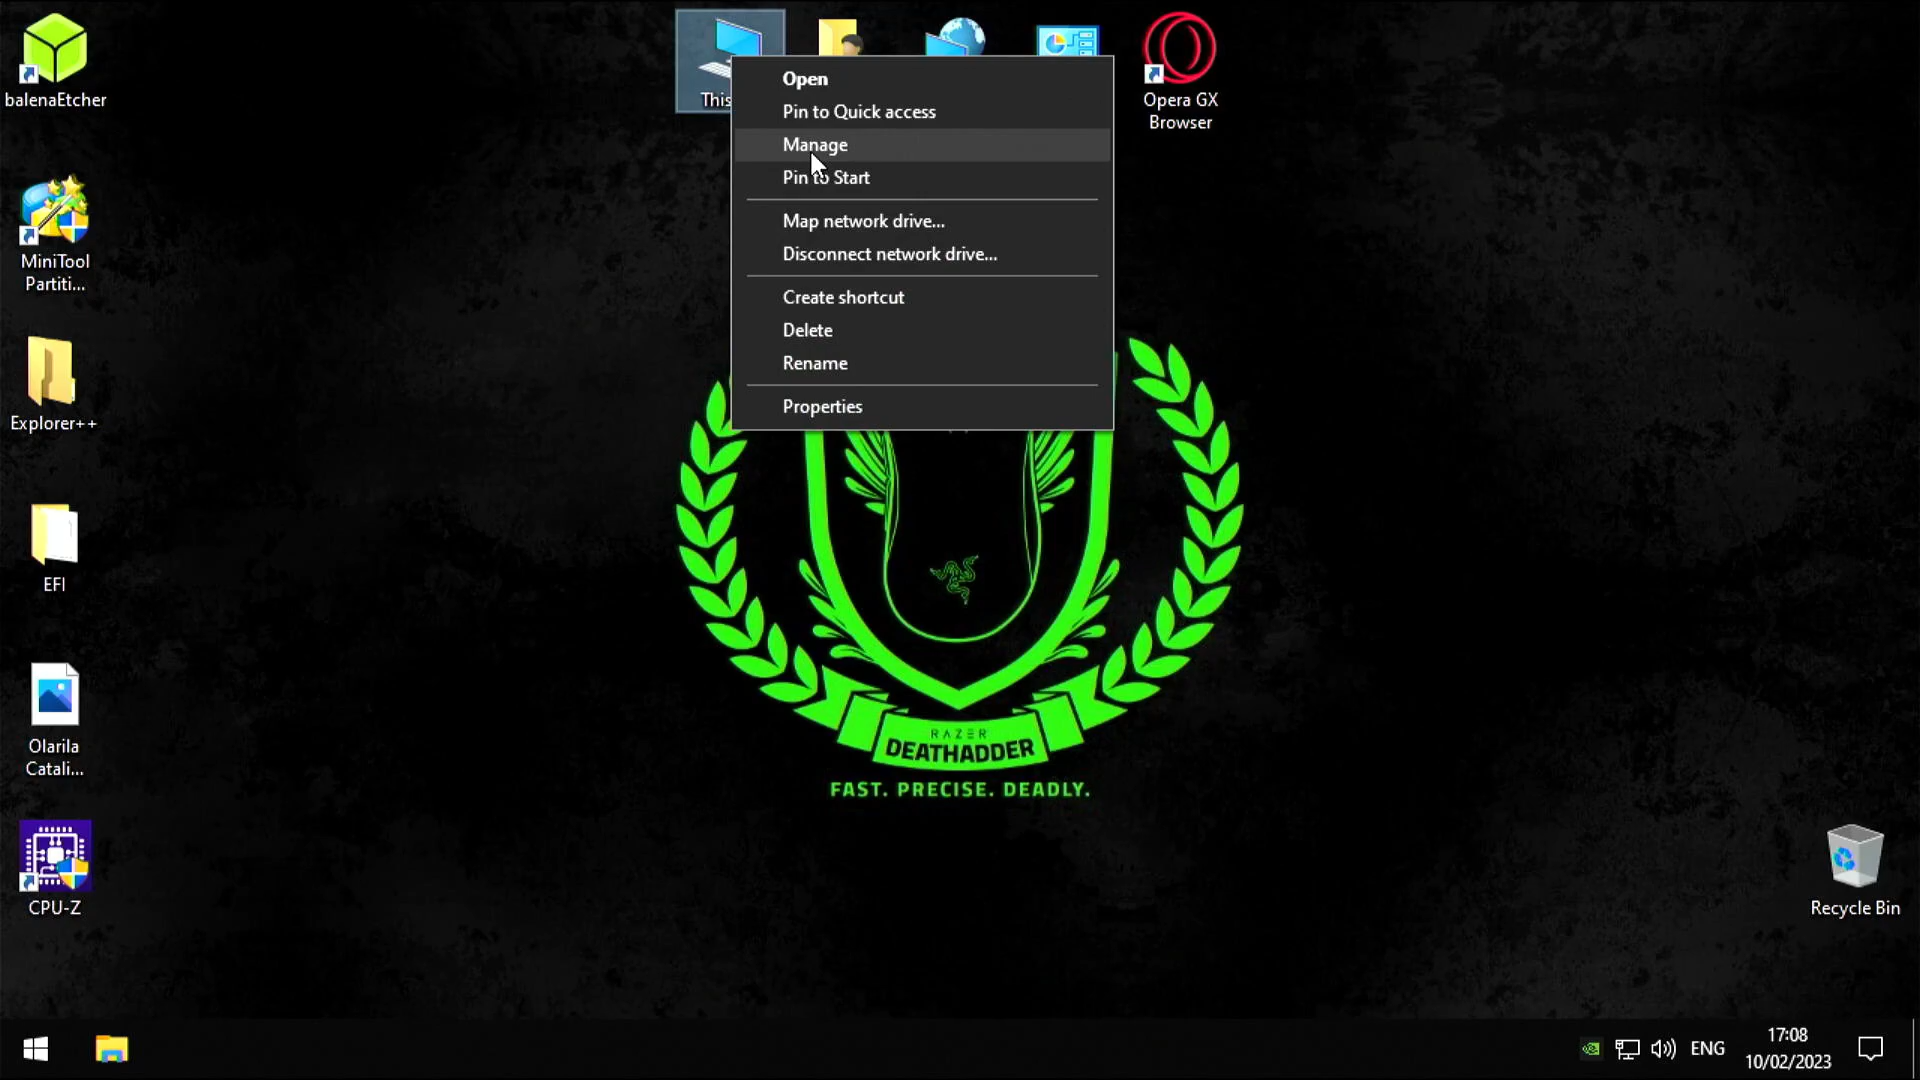 balenaEtcher
MiniTool
Partiti...
Explorer++
EFI
Olarila
Catali...
CPU-Z
This
Opera GX
Browser
Open
Pin to Quick access
Manage
Pin to Start
Map network drive...
Disconnect network drive...
Create shortcut
Delete
Rename
Properties
RAZER
DEATHADDER
FAST. PRECISE. DEADLY.
Recycle Bin
ENG
17:08
10/02/2023